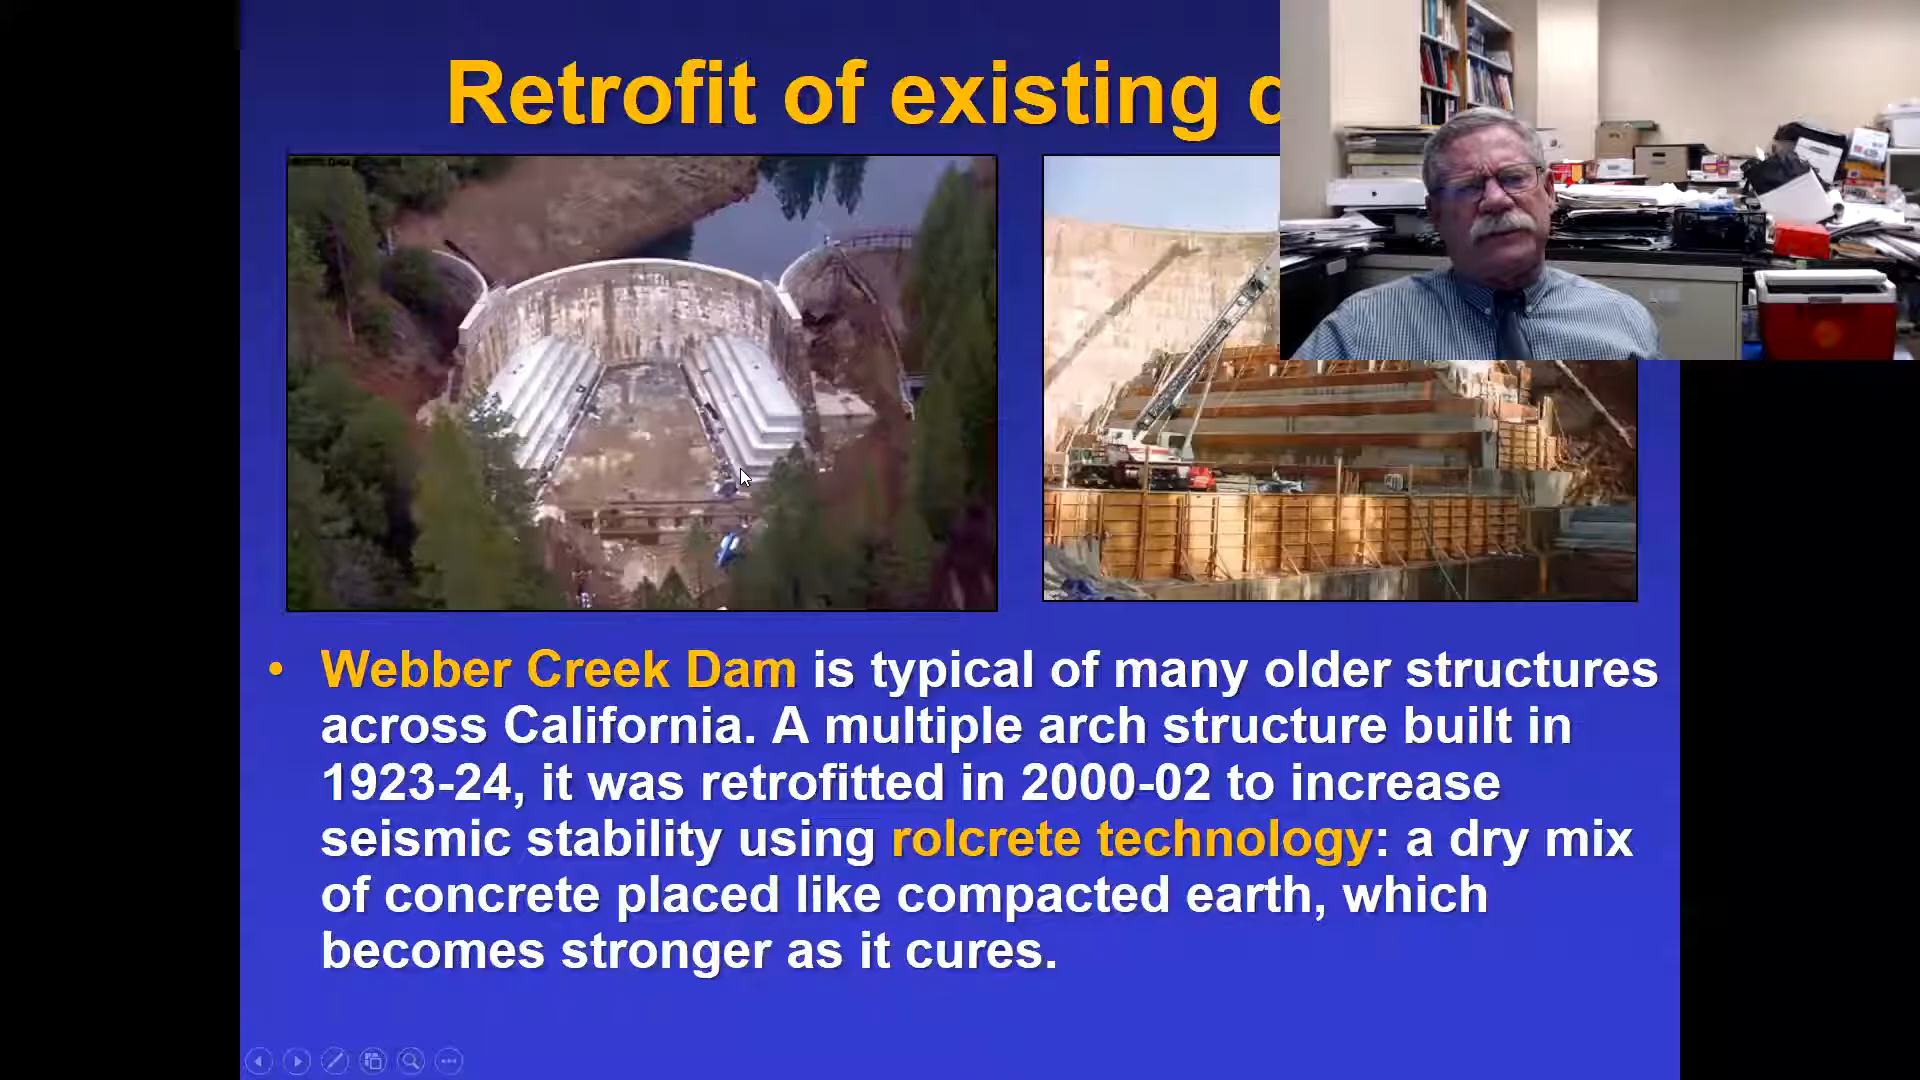 Retrofit of existing
• Webber Creek Dam is typical of many older structures
across California. A multiple arch structure built in
1923-24, it was retrofitted in 2000-02 to increase
seismic stability using rolcrete technology: a dry mix
of concrete placed like compacted earth, which
becomes stronger as it cures.